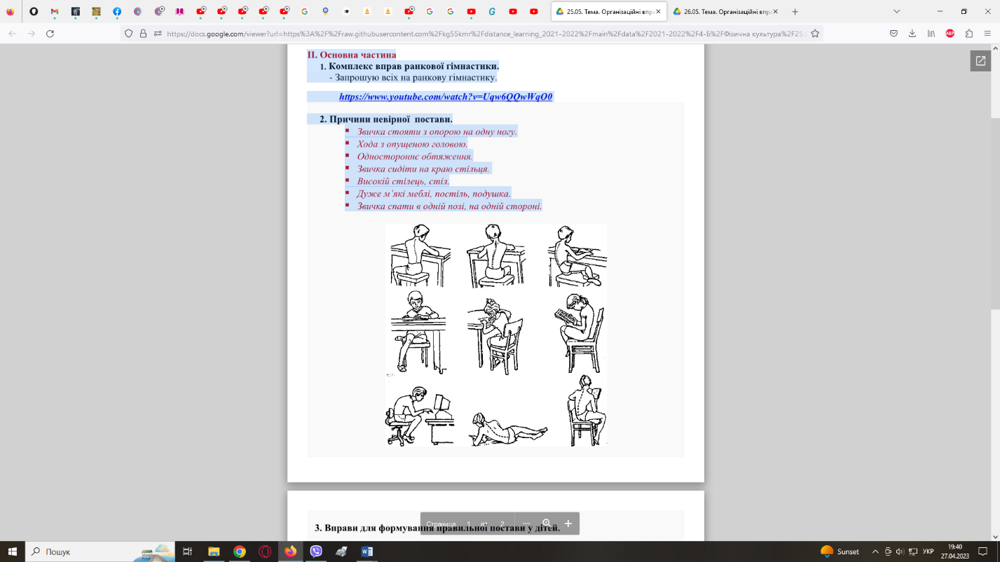 25.05. Тема. Організаційні впра
26.05. Тема. Організаційні впра
https://docs.google.com/viewer?url=https%3A%2F%2Fraw.githubusercontent.com%2Fkg55kmr%2Fdistance_learning_2021-2022%2Fmain%2Fdata%2F2021-2022%2F4-Б%2FФізична культура%2F25.
ABP
ІІ. Основна частина
1. Комплекс вправ ранкової гімнастики.
- Запрошую всіх на ранкову гімнастику.
https://www.youtube.com/watch?v=Uqw6QQwWqO0
2. Причини невірної постави.
▪ Звичка стояти з опорою на одну ногу.
▪ Хода з опущеною головою.
▪ Одностороннє обтяження.
▪ Звичка сидіти на краю стільця.
▪ Високій стілець, стіл.
▪ Дуже м'які меблі, постіль, подушка.
▪ Звичка спати в одній позі, на одній стороні.
3. Вправи для формування правильної постави у дітей.
Страница 1 из 2
Пошук
Sunset
УКР
19:40
27.04.2023